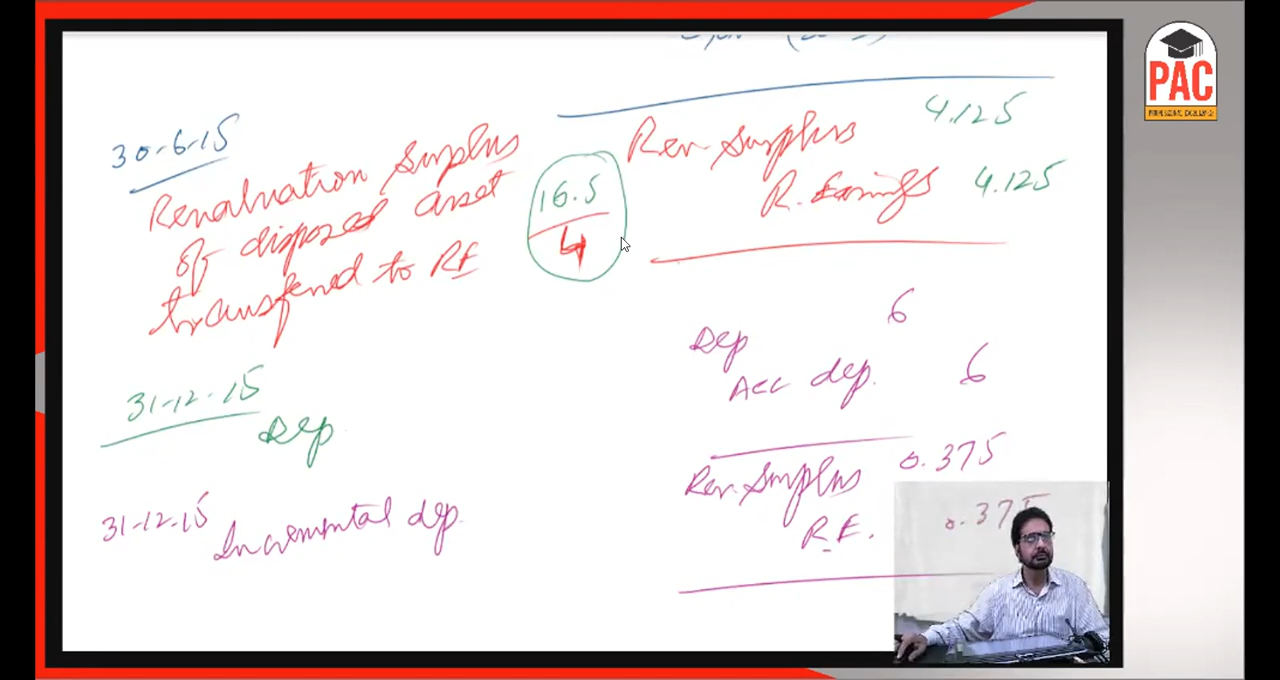 30-6-15
Revaluation Surplus
of disposed asset
transferred to RE
16.5
4
Rev Surplus 4.125
R. Earnings 4.125
31-12-15
Dep
Dep 6
Acc dep. 6
31-12-15 Incremental dep.
Rev. Surplus 0.375
R.E. 0.375
PAC